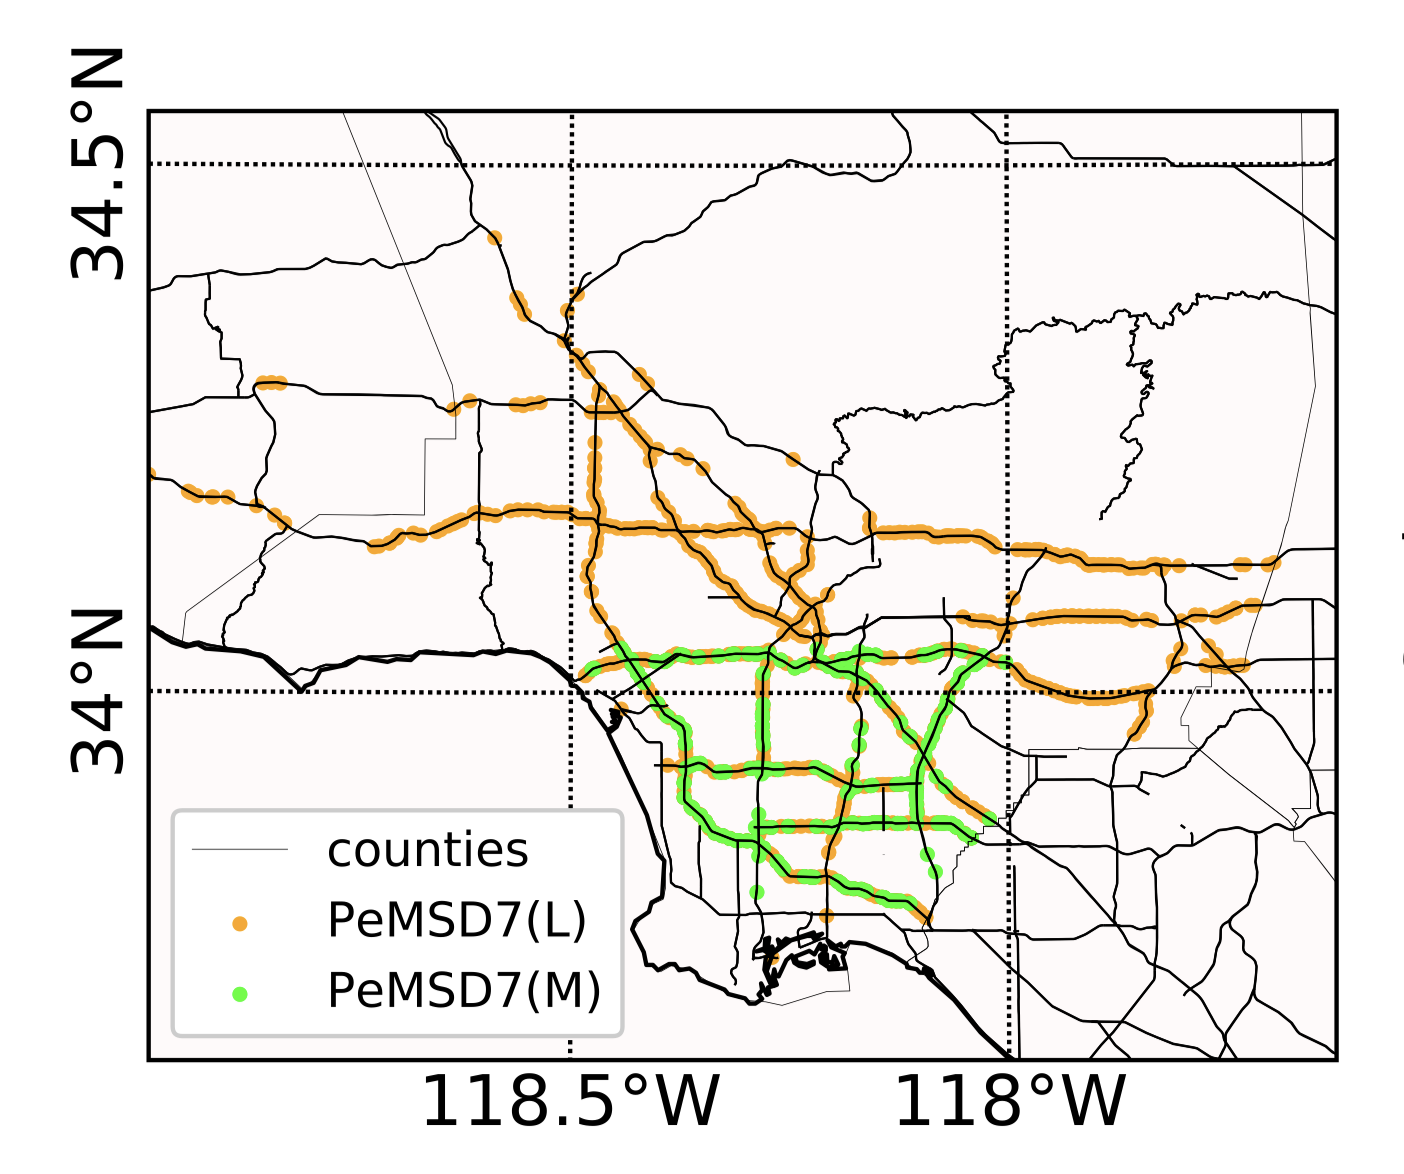 34.5°N
34°N
counties
PeMSD7(L)
PeMSD7(M)
118.5°W
118°W